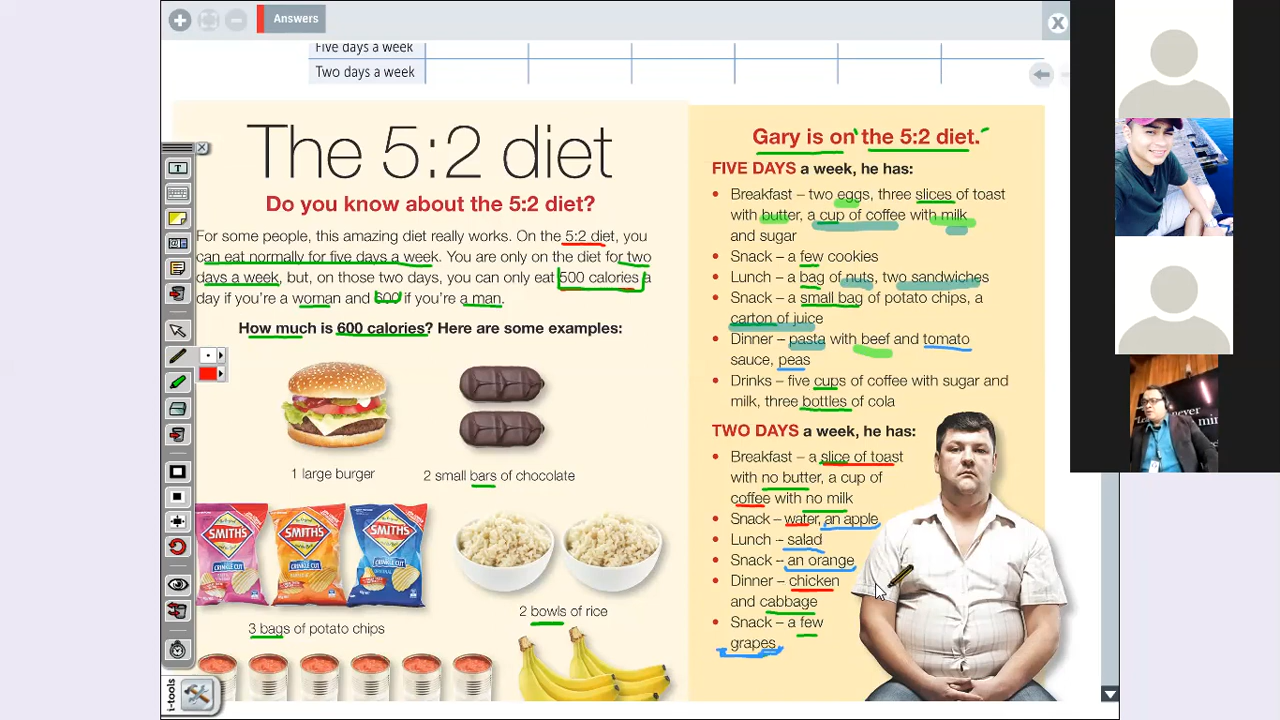 Answers
Five days a week
Two days a week
The 5:2 diet
Do you know about the 5:2 diet?
For some people, this amazing diet really works. On the 5:2 diet, you
can eat normally for five days a week. You are only on the diet for two
days a week, but, on those two days, you can only eat 500 calories a
day if you're a woman and 600 if you're a man.
How much is 600 calories? Here are some examples:
1 large burger
2 small bars of chocolate
SMITHS
CRINKLE CUT
SMITHS
CRINKLE CUT
SMITHS
CRINKLE CUT
3 bags of potato chips
2 bowls of rice
Gary is on the 5:2 diet.
FIVE DAYS a week, he has:
• Breakfast – two eggs, three slices of toast
with butter, a cup of coffee with milk
and sugar
• Snack – a few cookies
• Lunch – a bag of nuts, two sandwiches
• Snack – a small bag of potato chips, a
carton of juice
• Dinner – pasta with beef and tomato
sauce, peas
• Drinks – five cups of coffee with sugar and
milk, three bottles of cola
TWO DAYS a week, he has:
• Breakfast – a slice of toast
with no butter, a cup of
coffee with no milk
• Snack – water, an apple
• Lunch – salad
• Snack – an orange
• Dinner – chicken
and cabbage
• Snack – a few
grapes
i-tools